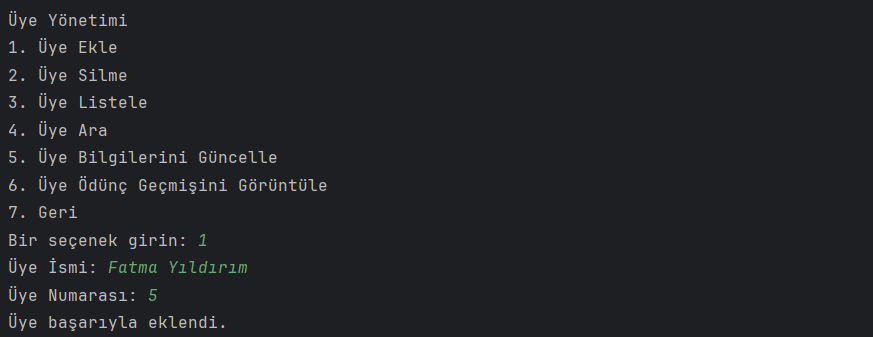 Üye Yönetimi
1. Üye Ekle
2. Üye Silme
3. Üye Listele
4. Üye Ara
5. Üye Bilgilerini Güncelle
6. Üye Ödünç Geçmişini Görüntüle
7. Geri
Bir seçenek girin: 1
Üye İsmi: Fatma Yıldırım
Üye Numarası: 5
Üye başarıyla eklendi.